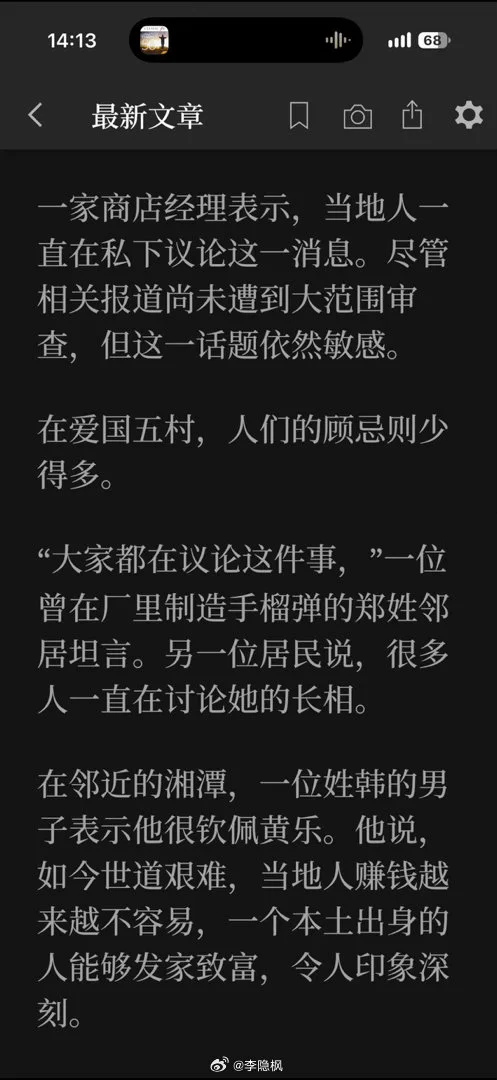 14:13
68
最新文章
一家商店经理表示，当地人一
直在私下议论这一消息。尽管
相关报道尚未遭到大范围审
查，但这一话题依然敏感。
在爱国五村，人们的顾忌则少
得多。
“大家都在议论这件事，”一位
曾在厂里制造手榴弹的郑姓邻
居坦言。另一位居民说，很多
人一直在讨论她的长相。
在邻近的湘潭，一位姓韩的男
子表示他很钦佩黄乐。他说，
如今世道艰难，当地人赚钱越
来越不容易，一个本土出身的
人能够发家致富，令人印象深
刻。
@李隐枫